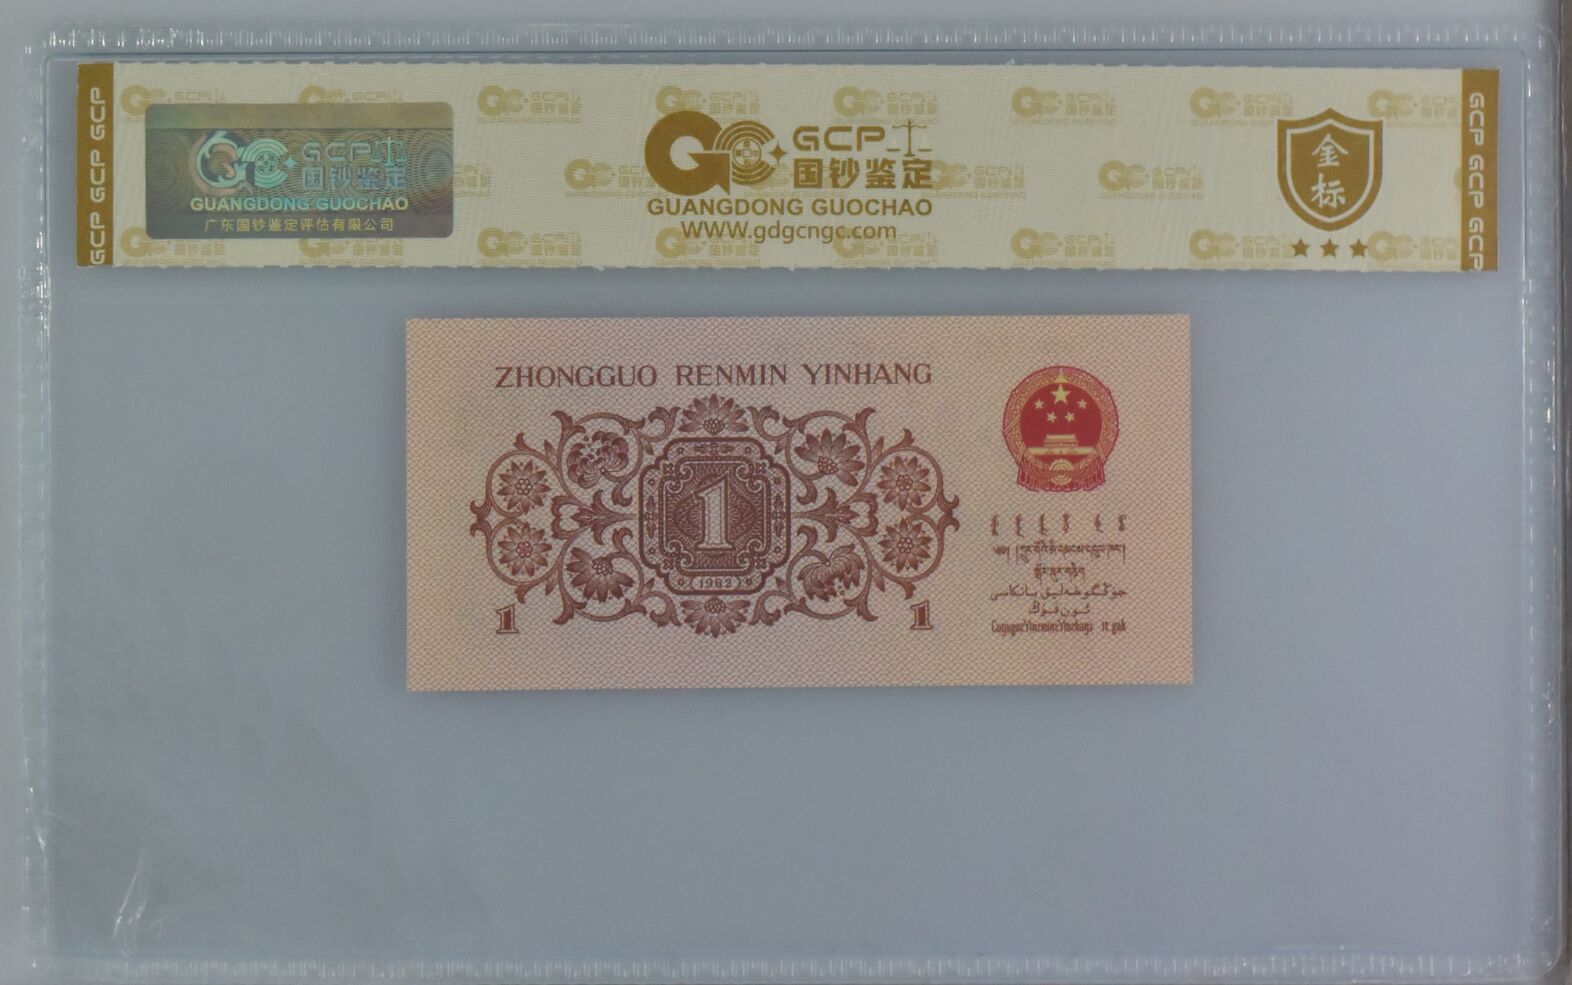 GCP GCP GCP
GCP 国钞鉴定
GUANGDONG GUOCHAO
广东国钞鉴定评估有限公司
GCP
国钞鉴定
GUANGDONG GUOCHAO
WWW.gdgcngc.com
金标
GCP GCP GCP
ZHONGGUO RENMIN YINHANG
1
1962
1
1